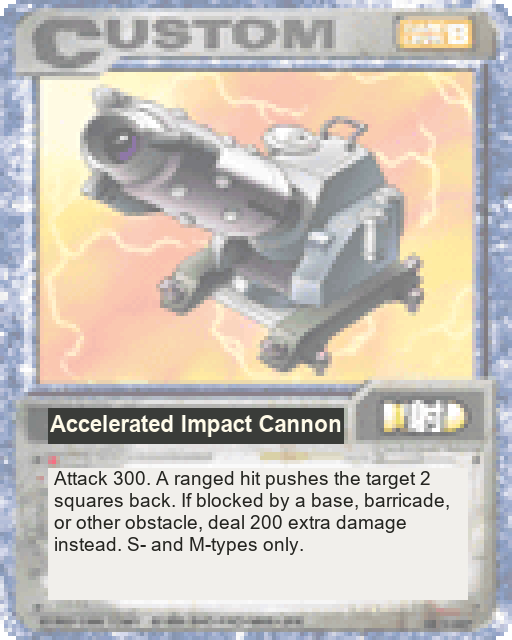 CUSTOM
B
Accelerated Impact Cannon
Attack 300. A ranged hit pushes the target 2
squares back. If blocked by a base, barricade,
or other obstacle, deal 200 extra damage
instead. S- and M-types only.